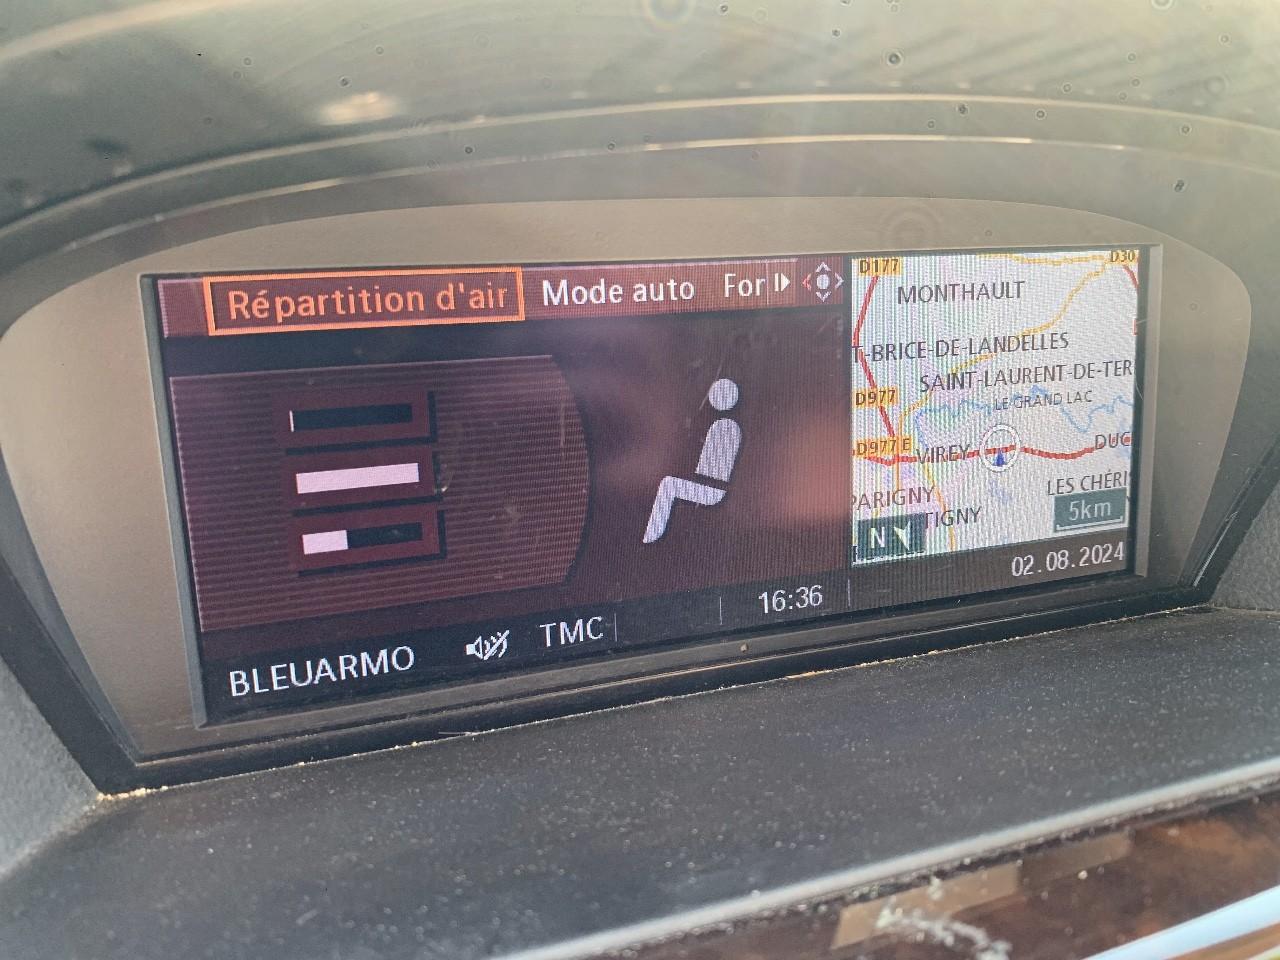 Répartition d'air Mode auto For
D177
D30
MONTHAULT
T-BRICE-DE-LANDELLES
SAINT-LAURENT-DE-TER
LE GRAND LAC
D977
D977E
VIREY
DUC
LES CHÉRI
PARIGNY
TIGNY
N
5km
02.08.2024
16:36
TMC
BLEUARMO